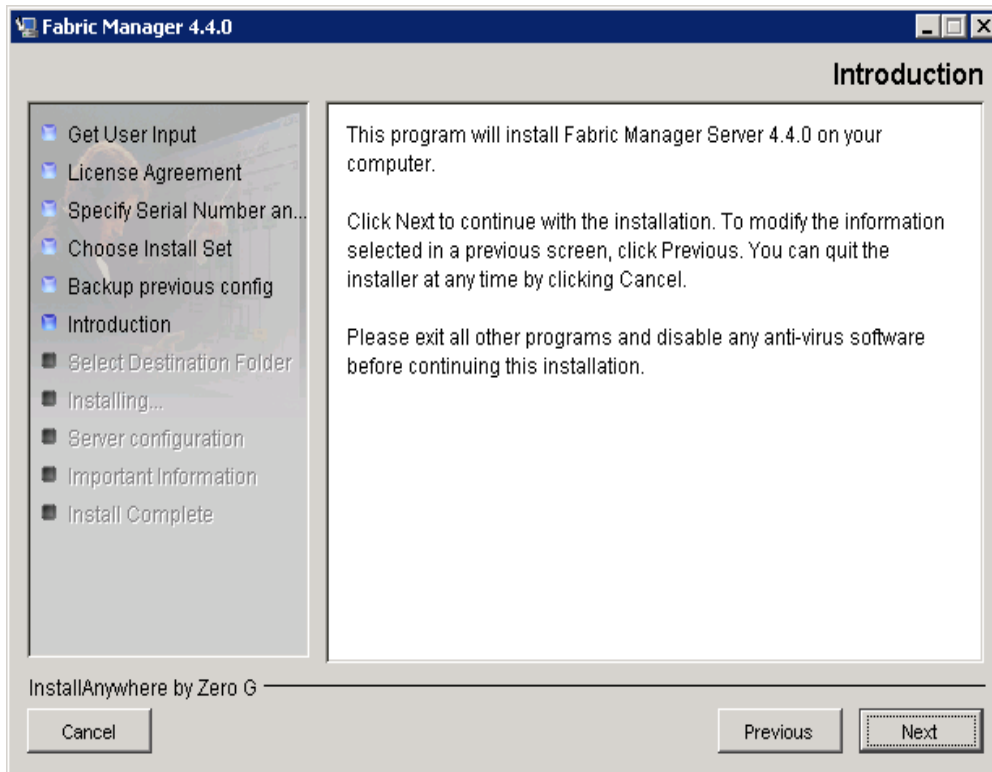 Fabric Manager 4.4.0
Introduction
Get User Input
License Agreement
Specify Serial Number an...
Choose Install Set
Backup previous config
Introduction
Select Destination Folder
Installing...
Server configuration
Important Information
Install Complete
This program will install Fabric Manager Server 4.4.0 on your
computer.
Click Next to continue with the installation. To modify the information
selected in a previous screen, click Previous. You can quit the
installer at any time by clicking Cancel.
Please exit all other programs and disable any anti-virus software
before continuing this installation.
InstallAnywhere by Zero G
Cancel
Previous
Next